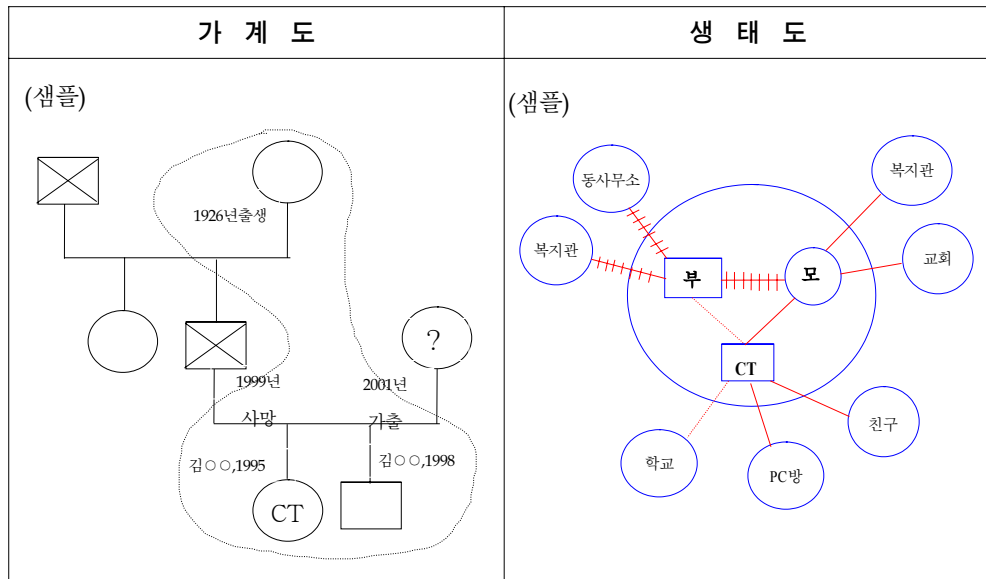 가 계 도
생 태 도
(샘플)
1926년출생
?
1999년
2001년
사망
가출
김○○,1995
김○○,1998
CT
(샘플)
복지관
동사무소
복지관
교회
부
모
CT
친구
학교
PC방